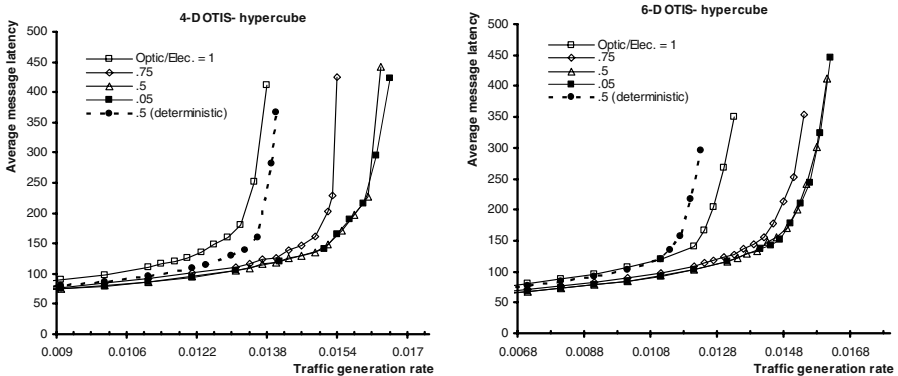 4-D OTIS- hypercube
Average message latency
500
450
400
350
300
250
200
150
100
50
0
Optic/Elec. = 1
.75
.5
.05
.5 (deterministic)
0.009 0.0106 0.0122 0.0138 0.0154 0.017
Traffic generation rate
6-D OTIS- hypercube
Average message latency
500
450
400
350
300
250
200
150
100
50
0
Optic/Elec. = 1
.75
.5
.05
.5 (deterministic)
0.0068 0.0088 0.0108 0.0128 0.0148 0.0168
Traffic generation rate